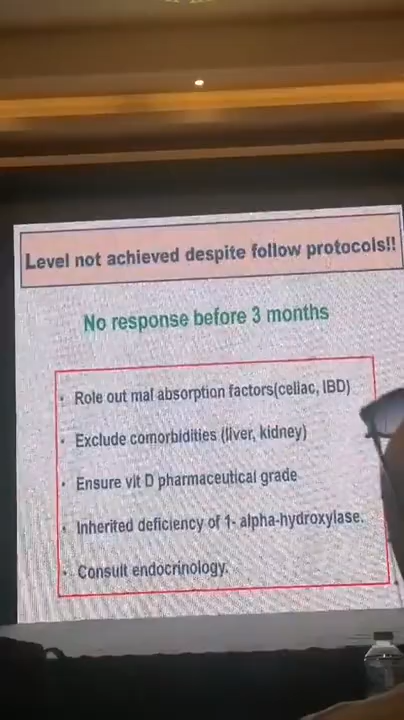 Level not achieved despite follow protocols!!
No response before 3 months
• Role out mal absorption factors(celiac, IBD)
• Exclude comorbidities (liver, kidney)
• Ensure vit D pharmaceutical grade
• Inherited deficiency of 1- alpha-hydroxylase.
• Consult endocrinology.